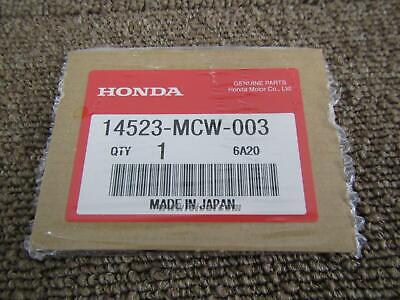 GENUINE PARTS
HONDA
Honda Motor Co., Ltd.
14523-MCW-003
QTY 1 6A20
MADE IN JAPAN